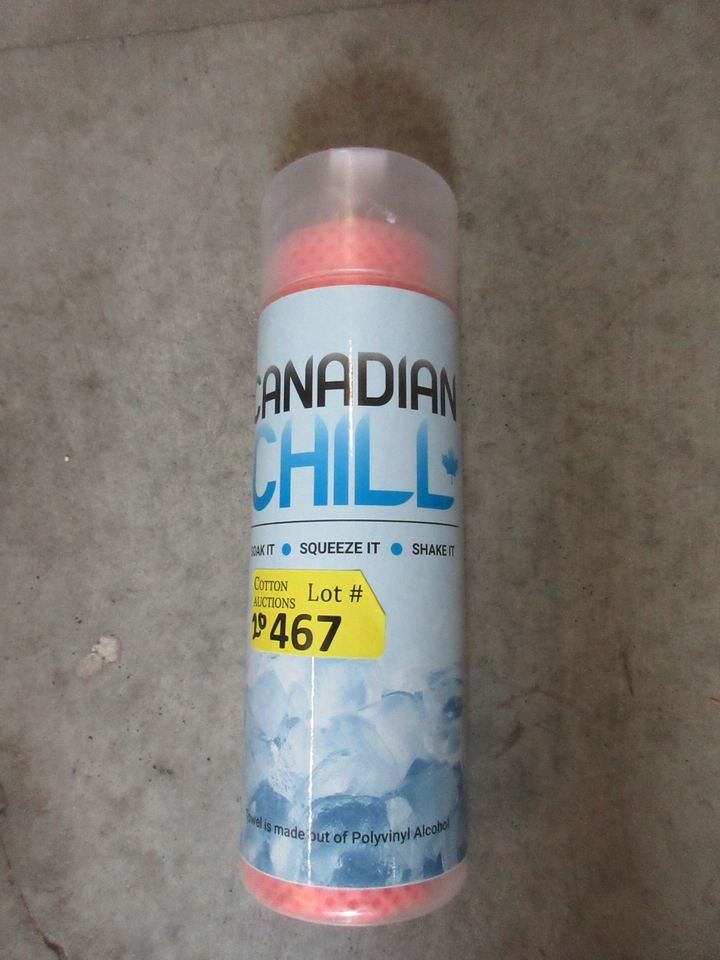 CANADIAN
CHILL
SOAK IT • SQUEEZE IT • SHAKE IT
COTTON AUCTIONS Lot #
467
Towel is made out of Polyvinyl Alcohol